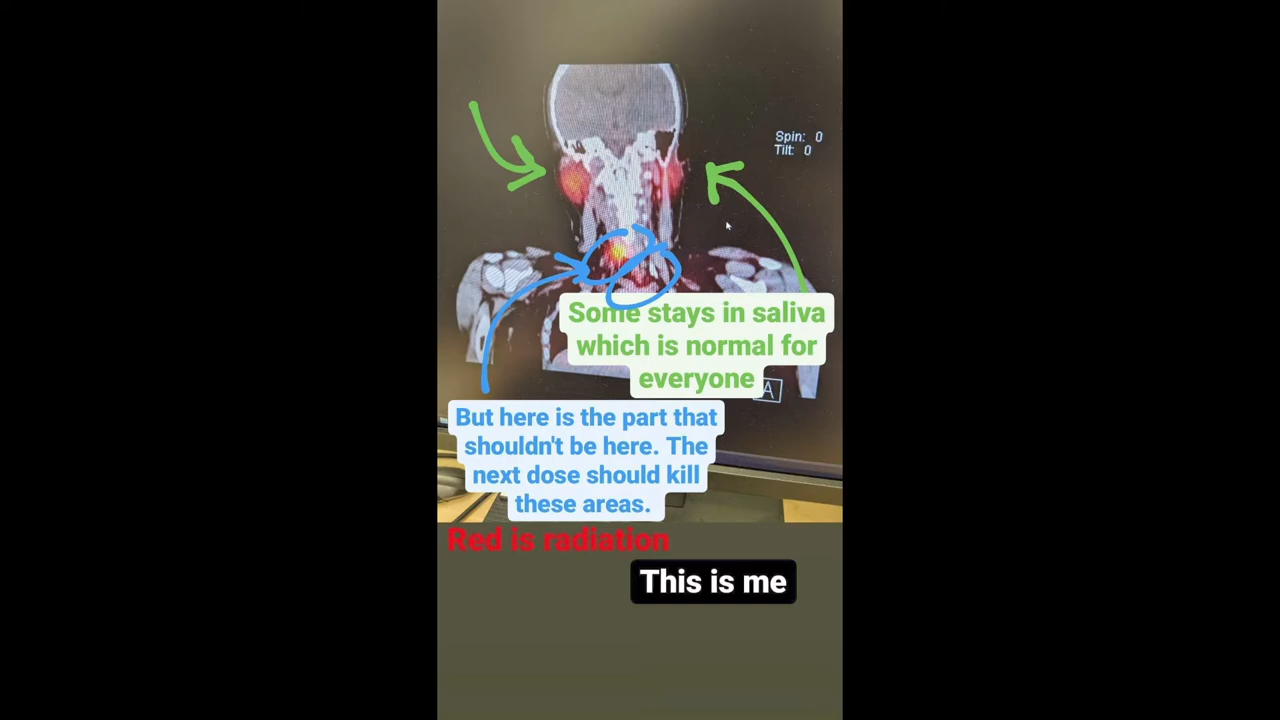 Spin: 0
Tilt: 0
Some stays in saliva
which is normal for
everyone
A
But here is the part that
shouldn't be here. The
next dose should kill
these areas.
Red is radiation
This is me